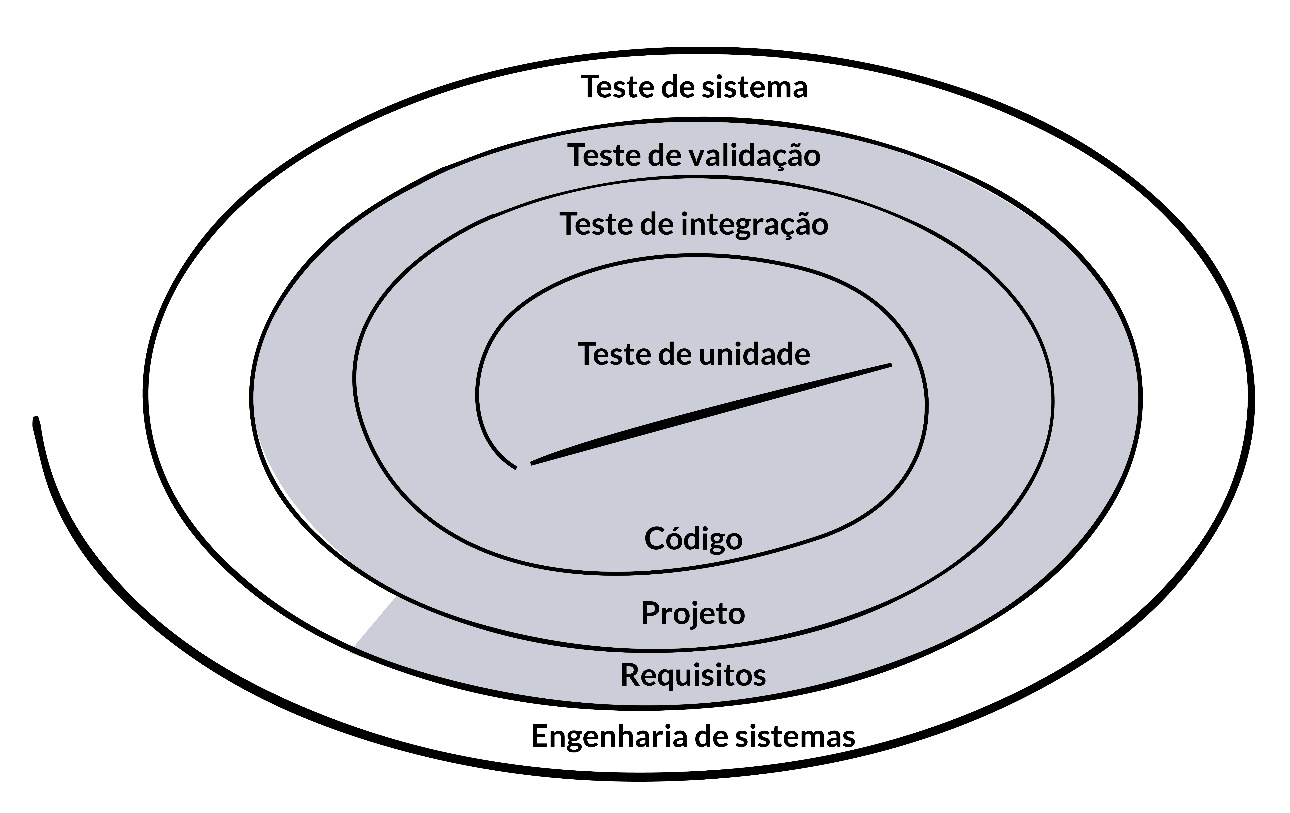 Teste de sistema
Teste de validação
Teste de integração
Teste de unidade
Código
Projeto
Requisitos
Engenharia de sistemas